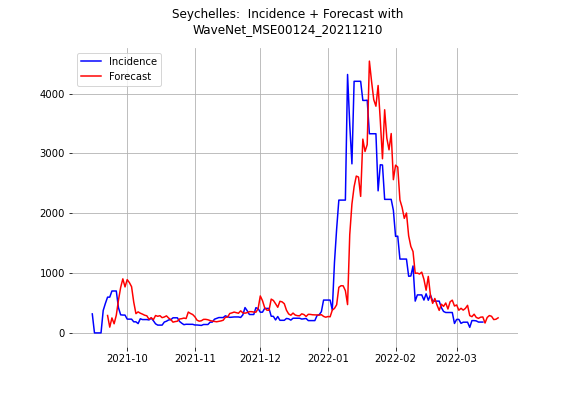 Seychelles:  Incidence + Forecast with
WaveNet_MSE00124_20211210
Incidence
Forecast
4000
3000
2000
1000
0
2021-10
2021-11
2021-12
2022-01
2022-02
2022-03